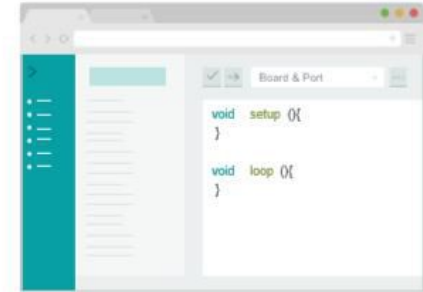 Board & Port
void setup (){
}
void loop (){
}